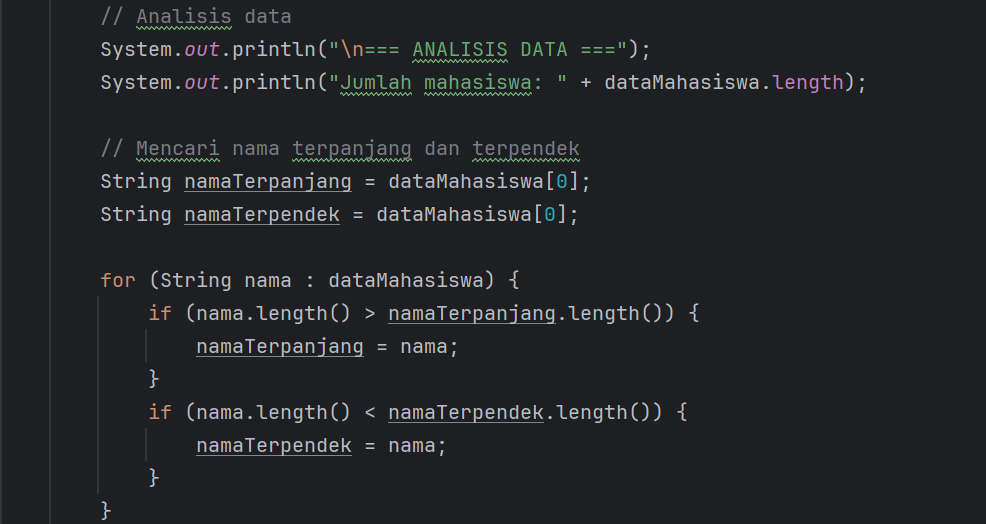 // Analisis data
System.out.println("\n=== ANALISIS DATA ===");
System.out.println("Jumlah mahasiswa: " + dataMahasiswa.length);
// Mencari nama terpanjang dan terpendek
String namaTerpanjang = dataMahasiswa[0];
String namaTerpendek = dataMahasiswa[0];
for (String nama : dataMahasiswa) {
if (nama.length() > namaTerpanjang.length()) {
namaTerpanjang = nama;
}
if (nama.length() < namaTerpendek.length()) {
namaTerpendek = nama;
}
}